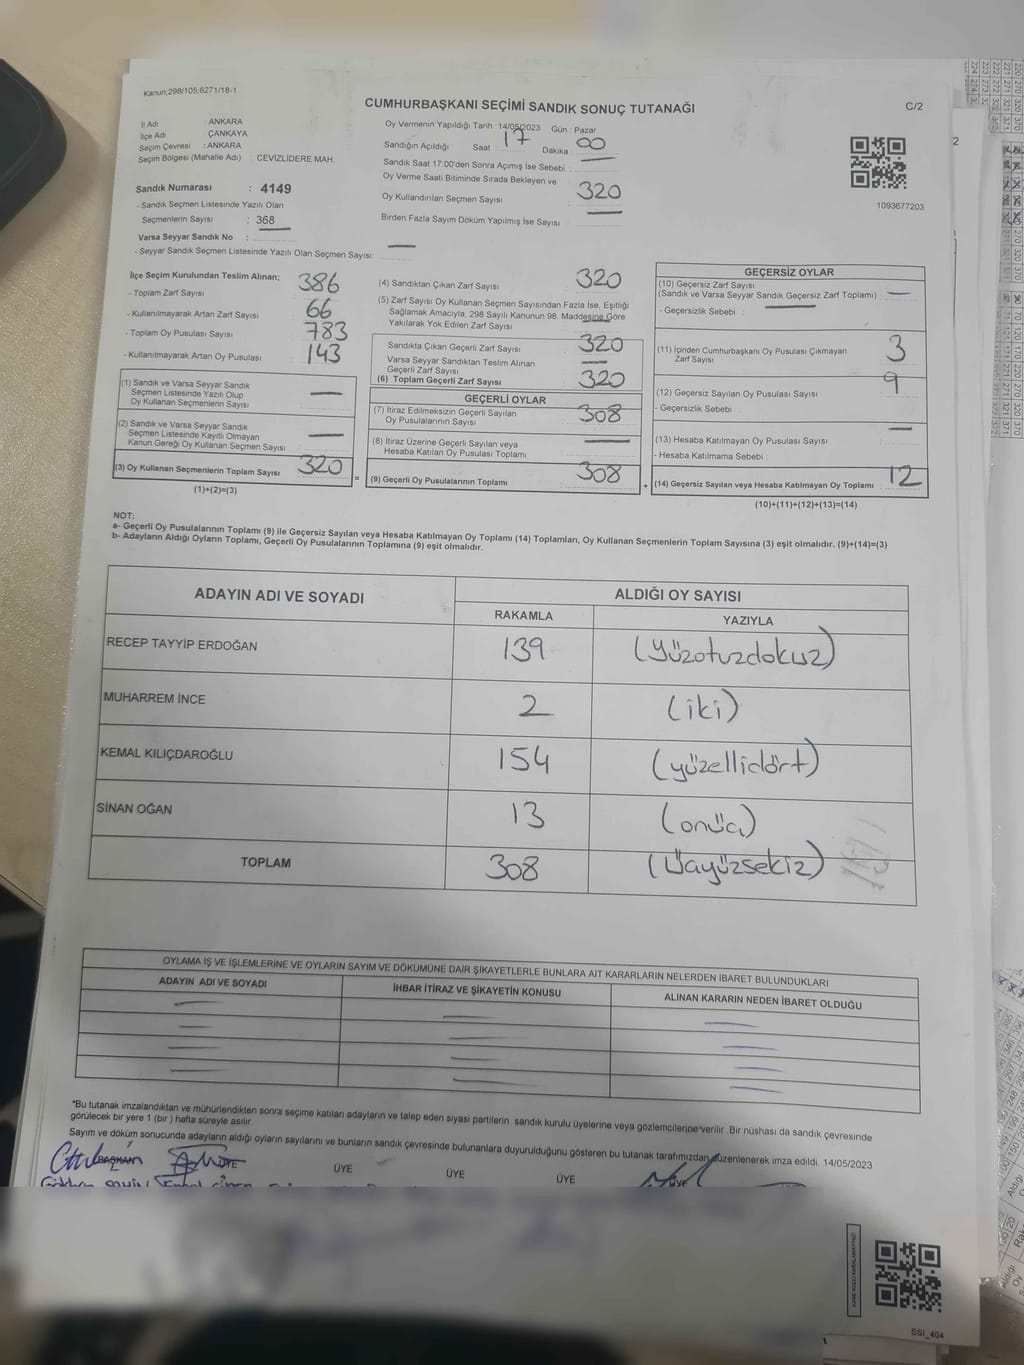 Kanun;298/105,6271/18-1
CUMHURBAŞKANI SEÇİMİ SANDIK SONUÇ TUTANAĞI
C/2
İl Adı : ANKARA
İlçe Adı : ÇANKAYA
Seçim Çevresi : ANKARA
Seçim Bölgesi (Mahalle Adı) : CEVİZLİDERE MAH.
Sandık Numarası : 4149
- Sandık Seçmen Listesinde Yazılı Olan
Seçmenlerin Sayısı : 368
Varsa Seyyar Sandık No :
- Seyyar Sandık Seçmen Listesinde Yazılı Olan Seçmen Sayısı:
Oy Vermenin Yapıldığı Tarih : 14/05/2023 Gün : Pazar
Sandığın Açıldığı Saat 17 Dakika 00
Sandık Saat 17.00'den Sonra Açımış İse Sebebi :
Oy Verme Saati Bitiminde Sırada Bekleyen ve
Oy Kullandırılan Seçmen Sayısı 320
Birden Fazla Sayım Döküm Yapılmış İse Sayısı
1093677203
İlçe Seçim Kurulundan Teslim Alınan;
- Toplam Zarf Sayısı 386
- Kullanılmayarak Artan Zarf Sayısı 66
- Toplam Oy Pusulası Sayısı 783
- Kullanılmayarak Artan Oy Pusulası 143
(1) Sandık ve Varsa Seyyar Sandık
Seçmen Listesinde Yazılı Olup
Oy Kullanan Seçmenlerin Sayısı
(2) Sandık ve Varsa Seyyar Sandık
Seçmen Listesinde Kayıtlı Olmayan
Kanun Gereği Oy Kullanan Seçmen Sayısı
(3) Oy Kullanan Seçmenlerin Toplam Sayısı 320
(1)+(2)=(3)
(4) Sandıktan Çıkan Zarf Sayısı 320
(5) Zarf Sayısı Oy Kullanan Seçmen Sayısından Fazla İse, Eşitliği
Sağlamak Amacıyla, 298 Sayılı Kanunun 98. Maddesine Göre
Yakılarak Yok Edilen Zarf Sayısı
Sandıkta Çıkan Geçerli Zarf Sayısı 320
Varsa Seyyar Sandıktan Teslim Alınan
Geçerli Zarf Sayısı
(6) Toplam Geçerli Zarf Sayısı 320
GEÇERLİ OYLAR
(7) İtiraz Edilmeksizin Geçerli Sayılan
Oy Pusulalarının Sayısı 308
(8) İtiraz Üzerine Geçerli Sayılan veya
Hesaba Katılan Oy Pusulası Toplamı
= (9) Geçerli Oy Pusulalarının Toplamı 308
GEÇERSİZ OYLAR
(10) Geçersiz Zarf Sayısı
(Sandık ve Varsa Seyyar Sandık Geçersiz Zarf Toplamı)
- Geçersizlik Sebebi :
(11) İçinden Cumhurbaşkanı Oy Pusulası Çıkmayan
Zarf Sayısı 3
(12) Geçersiz Sayılan Oy Pusulası Sayısı 9
- Geçersizlik Sebebi :
(13) Hesaba Katılmayan Oy Pusulası Sayısı
- Hesaba Katılmama Sebebi :
+ (14) Geçersiz Sayılan veya Hesaba Katılmayan Oy Toplamı 12
(10)+(11)+(12)+(13)=(14)
NOT:
a- Geçerli Oy Pusulalarının Toplamı (9) ile Geçersiz Sayılan veya Hesaba Katılmayan Oy Toplamı (14) Toplamları, Oy Kullanan Seçmenlerin Toplam Sayısına (3) eşit olmalıdır. (9)+(14)=(3)
b- Adayların Aldığı Oyların Toplamı, Geçerli Oy Pusulalarının Toplamına (9) eşit olmalıdır.
ADAYIN ADI VE SOYADI ALDIĞI OY SAYISI
RAKAMLA YAZIYLA
RECEP TAYYİP ERDOĞAN 139 (Yüzotuzdokuz)
MUHARREM İNCE 2 (iki)
KEMAL KILIÇDAROĞLU 154 (yüzellidört)
SİNAN OĞAN 13 (onüç)
TOPLAM 308 (Üçyüzsekiz)
OYLAMA İŞ VE İŞLEMLERİNE VE OYLARIN SAYIM VE DÖKÜMÜNE DAİR ŞİKAYETLERLE BUNLARA AİT KARARLARIN NELERDEN İBARET BULUNDUKLARI
ADAYIN ADI VE SOYADI İHBAR İTİRAZ VE ŞİKAYETİN KONUSU ALINAN KARARIN NEDEN İBARET OLDUĞU
*Bu tutanak imzalandıktan ve mühürlendikten sonra seçime katılan adayların ve talep eden siyasi partilerin sandık kurulu üyelerine veya gözlemcilerine verilir. Bir nüshası da sandık çevresinde
görülecek bir yere 1 (bir ) hafta süreyle asılır.
Sayım ve döküm sonucunda adayların aldığı oyların sayılarını ve bunların sandık çevresinde bulunanlara duyurulduğunu gösteren bu tutanak tarafımızdan düzenlenerek imza edildi. 14/05/2023
BAŞKAN ÜYE ÜYE ÜYE ÜYE ÜYE
KARE KODU KARALAMAYINIZ!
SSI_404